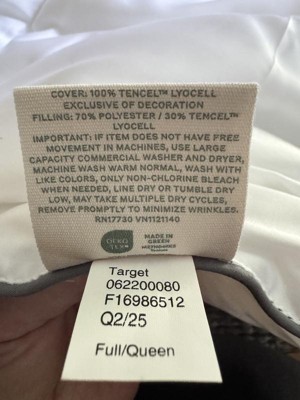 COVER: 100% TENCEL™ LYOCELL
EXCLUSIVE OF DECORATION
FILLING: 70% POLYESTER / 30% TENCEL™
LYOCELL
IMPORTANT: IF ITEM DOES NOT HAVE FREE
MOVEMENT IN MACHINES, USE LARGE
CAPACITY COMMERCIAL WASHER AND DRYER,
MACHINE WASH WARM NORMAL, WASH WITH
LIKE COLORS, ONLY NON-CHLORINE BLEACH
WHEN NEEDED, LINE DRY OR TUMBLE DRY
LOW, MAY TAKE MULTIPLE DRY CYCLES,
REMOVE PROMPTLY TO MINIMIZE WRINKLES.
RN17730 VN1121140
OEKO
TEX®
MADE IN
GREEN
Target
062200080
F16986512
Q2/25
Full/Queen